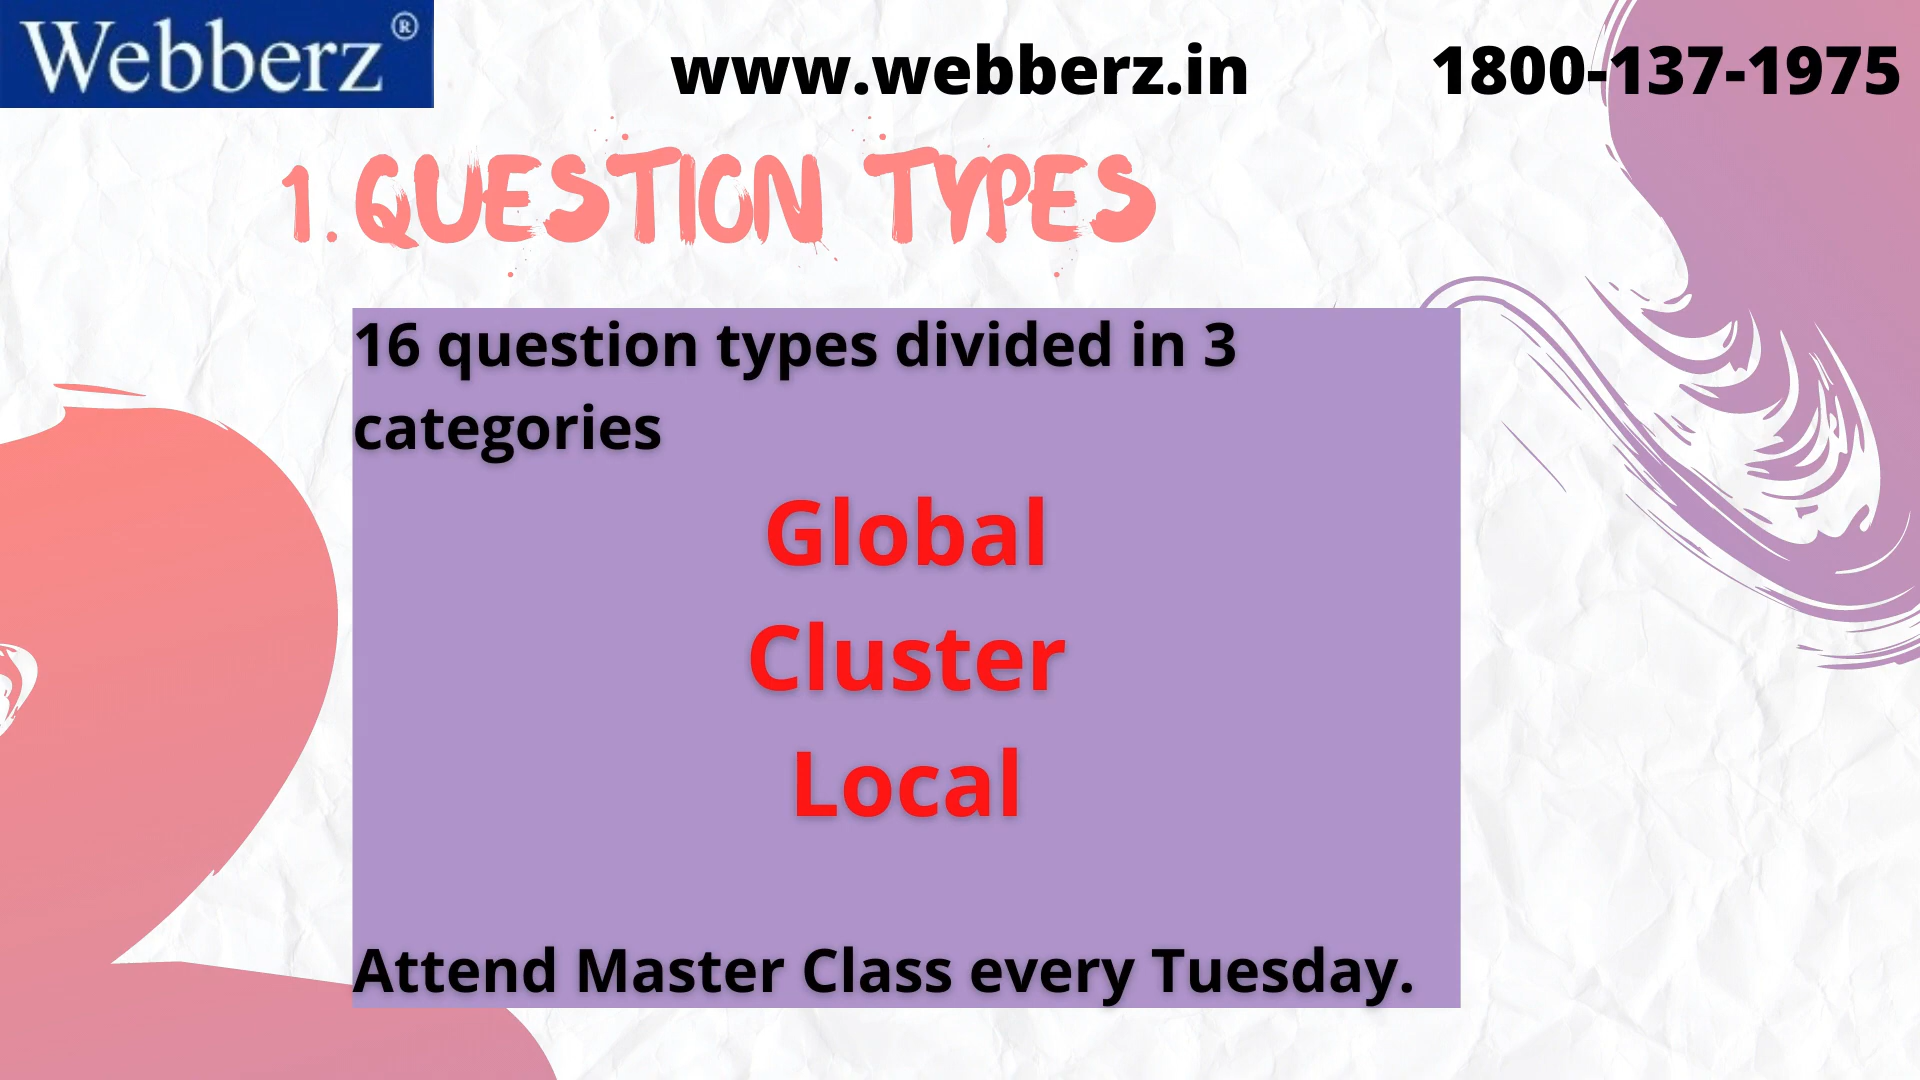 Webberz®
www.webberz.in
1800-137-1975
1. QUESTION TYPES
16 question types divided in 3
categories
Global
Cluster
Local
Attend Master Class every Tuesday.